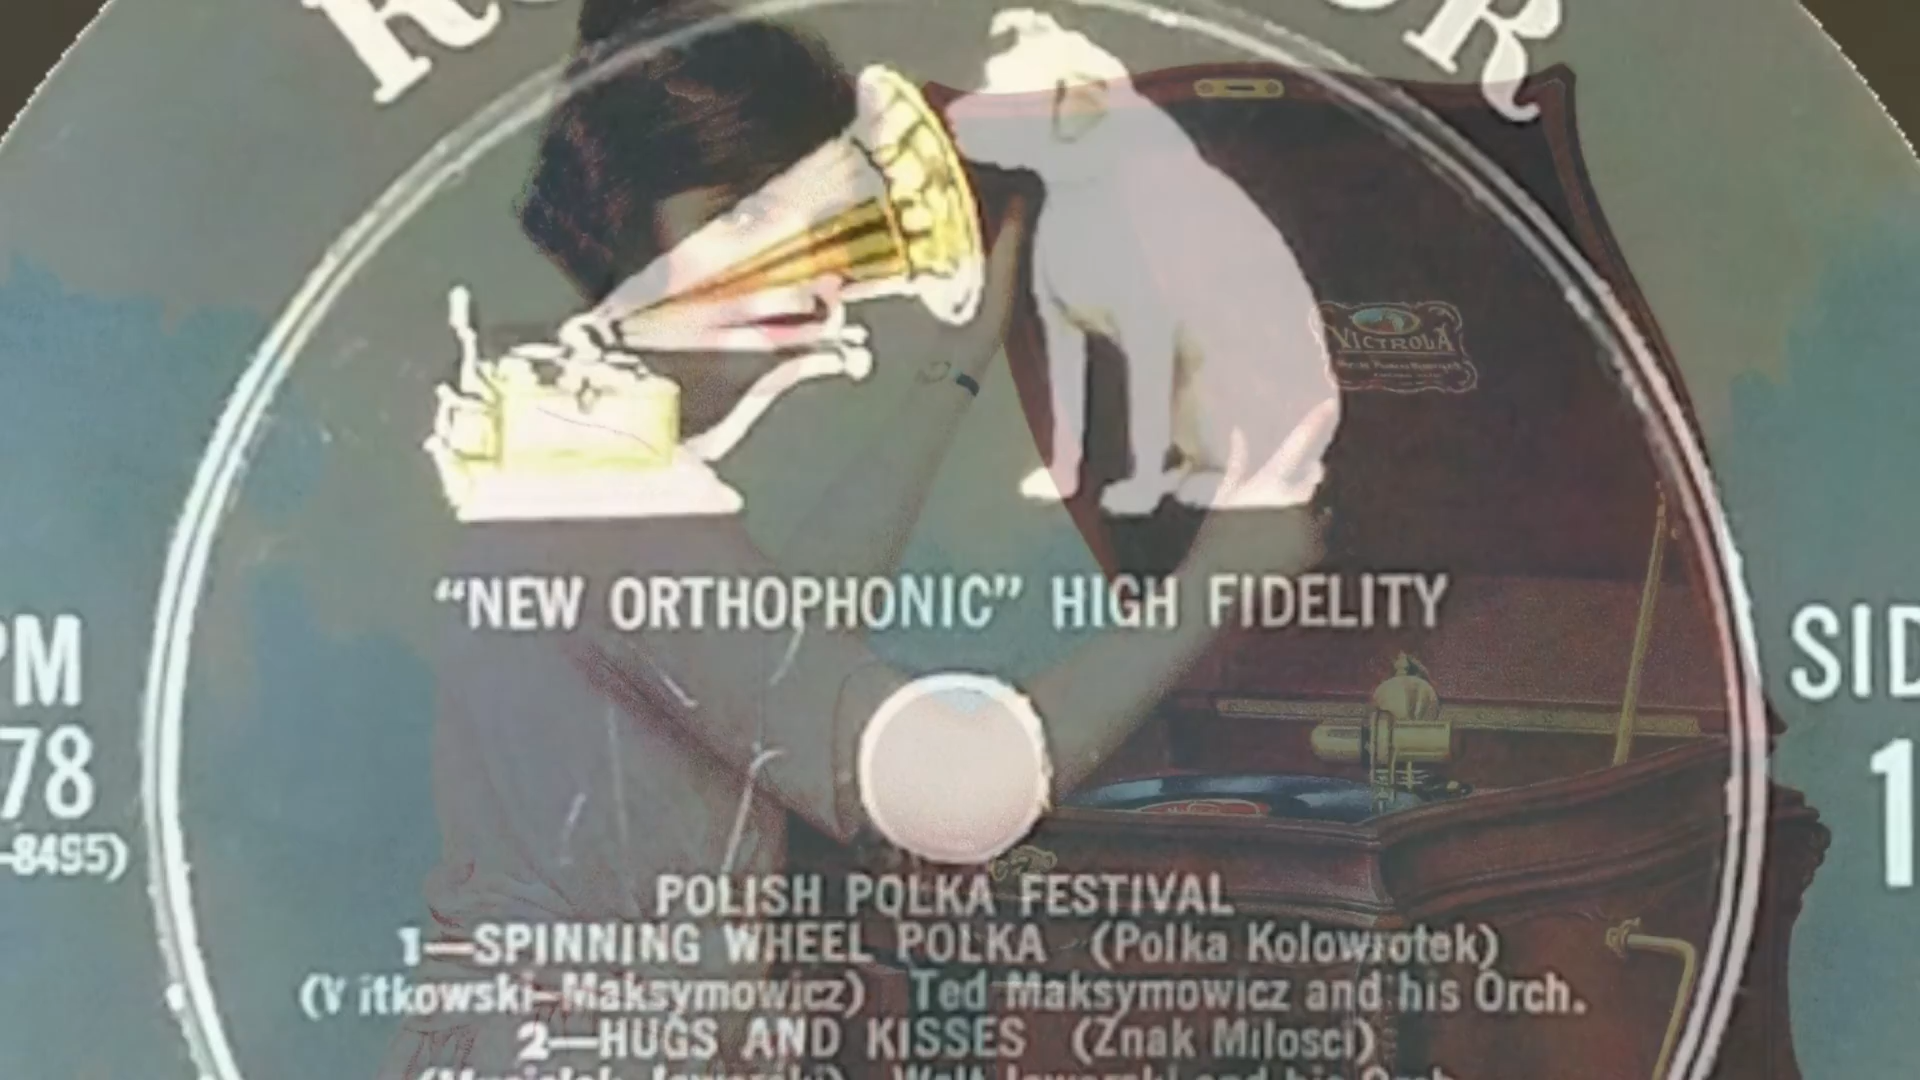 VICTROLA
"NEW ORTHOPHONIC" HIGH FIDELITY
PM
78
-8495)
SID
1
POLISH POLKA FESTIVAL
1—SPINNING WHEEL POLKA (Polka Kolowrotek)
(V itkowski-Maksymowicz) Ted Maksymowicz and his Orch.
2—HUGS AND KISSES (Znak Milosci)